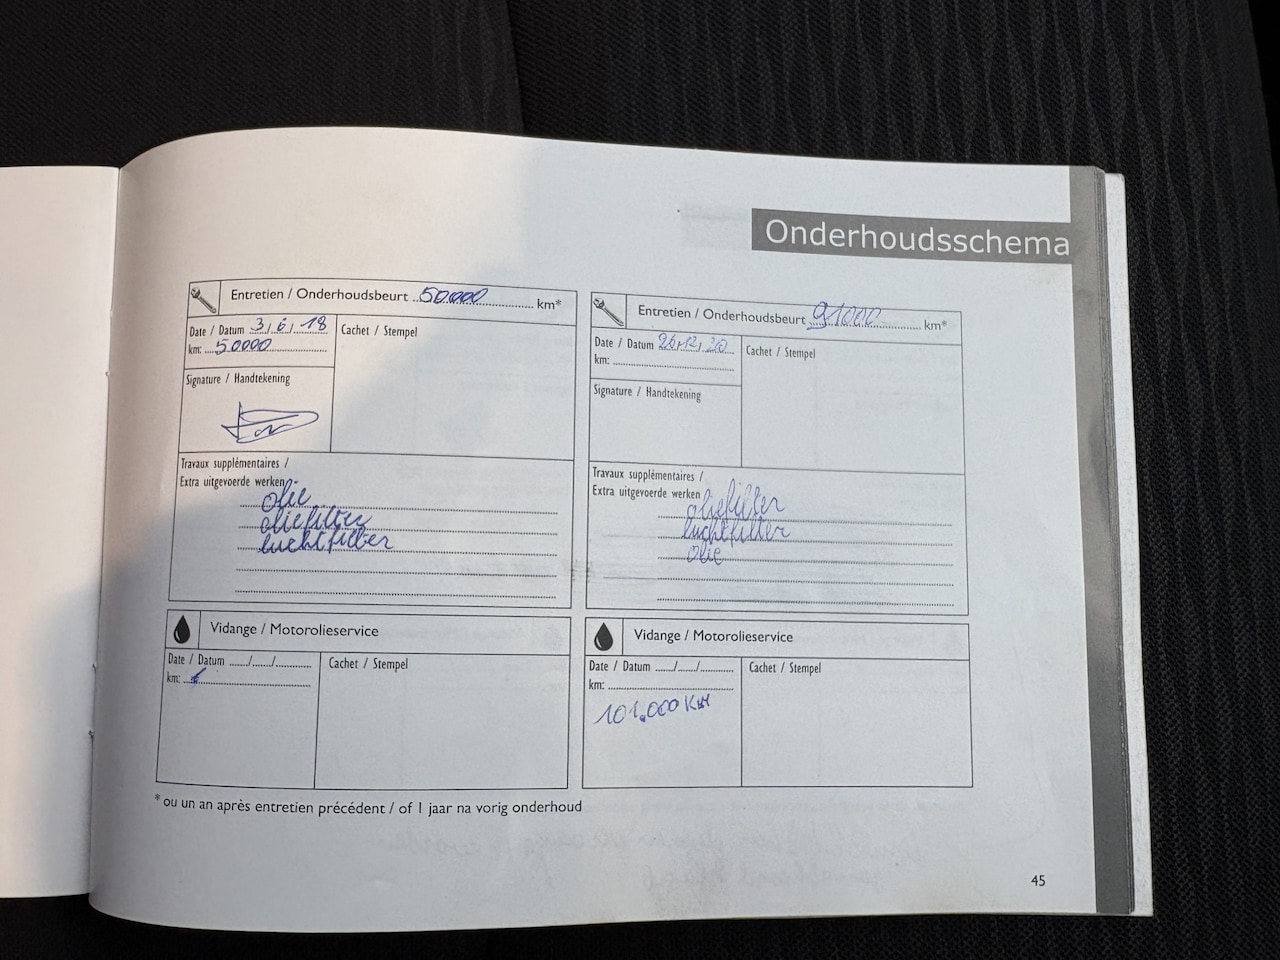 Onderhoudsschema
Entretien / Onderhoudsbeurt 50.000 km*
Date / Datum 3/6/18
km: 50000
Cachet / Stempel
Signature / Handtekening
Travaux supplémentaires /
Extra uitgevoerde werken
olie
oliefilter
luchtfilter
Entretien / Onderhoudsbeurt 91000 km*
Date / Datum 26/12/20
km:
Cachet / Stempel
Signature / Handtekening
Travaux supplémentaires /
Extra uitgevoerde werken
oliefilter
luchtfilter
olie
Vidange / Motorolieservice
Date / Datum ....../....../...........
km:
Cachet / Stempel
Vidange / Motorolieservice
Date / Datum ....../....../...........
km:
101.000 KM
Cachet / Stempel
* ou un an après entretien précédent / of 1 jaar na vorig onderhoud
45